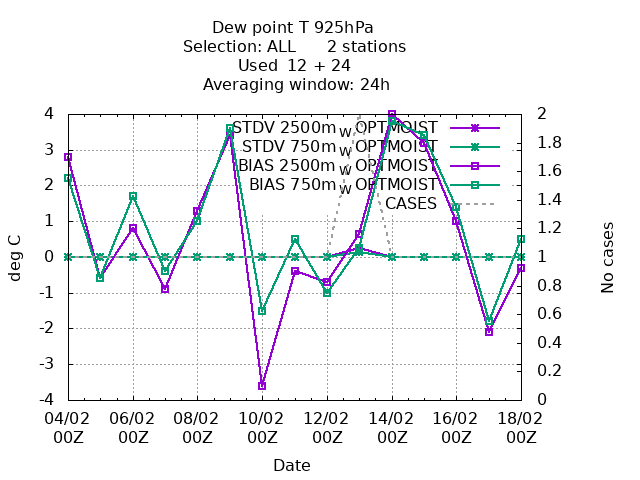 Dew point T 925hPa
Selection: ALL      2 stations
Used  12 + 24
Averaging window: 24h
4
3
2
1
0
-1
-2
-3
-4
deg C
STDV 2500m WOPTMOIST
STDV 750m WOPTMOIST
BIAS 2500m WOPTMOIST
BIAS 750m WOPTMOIST
CASES
2
1.8
1.6
1.4
1.2
1
0.8
0.6
0.4
0.2
0
No cases
04/02 06/02 08/02 10/02 12/02 14/02 16/02 18/02
00Z 00Z 00Z 00Z 00Z 00Z 00Z 00Z
Date